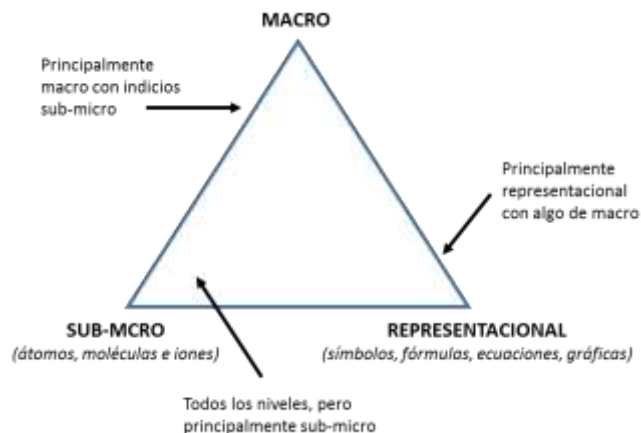 MACRO
Principalmente
macro con indicios
sub-micro
Principalmente
representacional
con algo de macro
SUB-MCRO
(átomos, moléculas e iones)
REPRESENTACIONAL
(símbolos, fórmulas, ecuaciones, gráficas)
Todos los niveles, pero
principalmente sub-micro